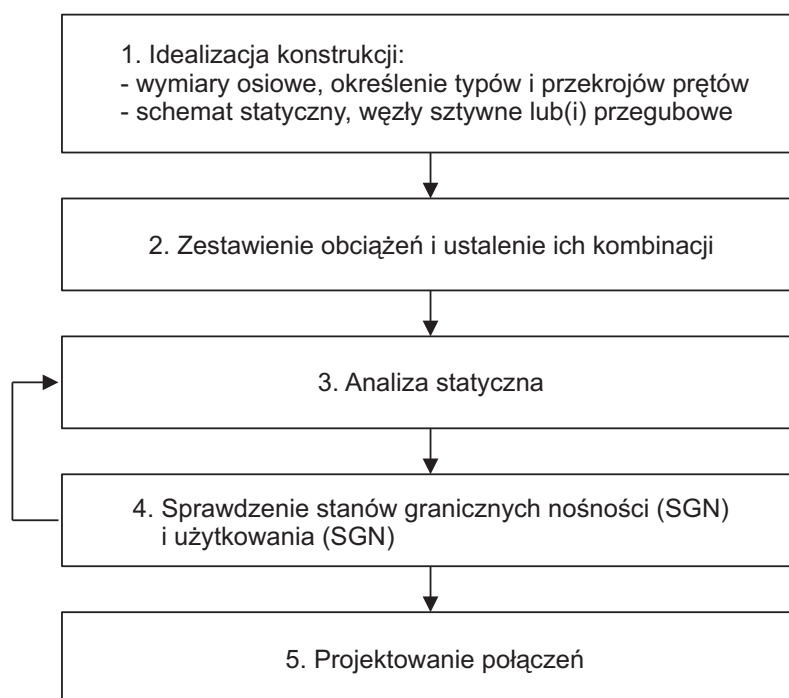 1. Idealizacja konstrukcji:
- wymiary osiowe, określenie typów i przekrojów prętów
- schemat statyczny, węzły sztywne lub(i) przegubowe
2. Zestawienie obciążeń i ustalenie ich kombinacji
3. Analiza statyczna
4. Sprawdzenie stanów granicznych nośności (SGN)
i użytkowania (SGN)
5. Projektowanie połączeń